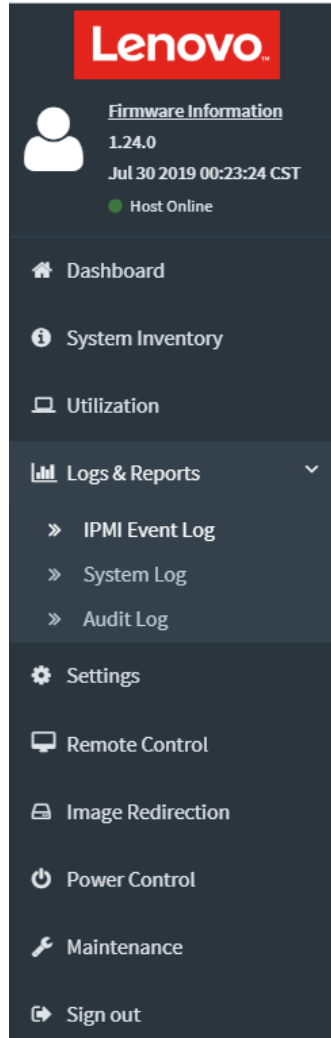 Lenovo™
Firmware Information
1.24.0
Jul 30 2019 00:23:24 CST
Host Online
Dashboard
System Inventory
Utilization
Logs & Reports
IPMI Event Log
System Log
Audit Log
Settings
Remote Control
Image Redirection
Power Control
Maintenance
Sign out